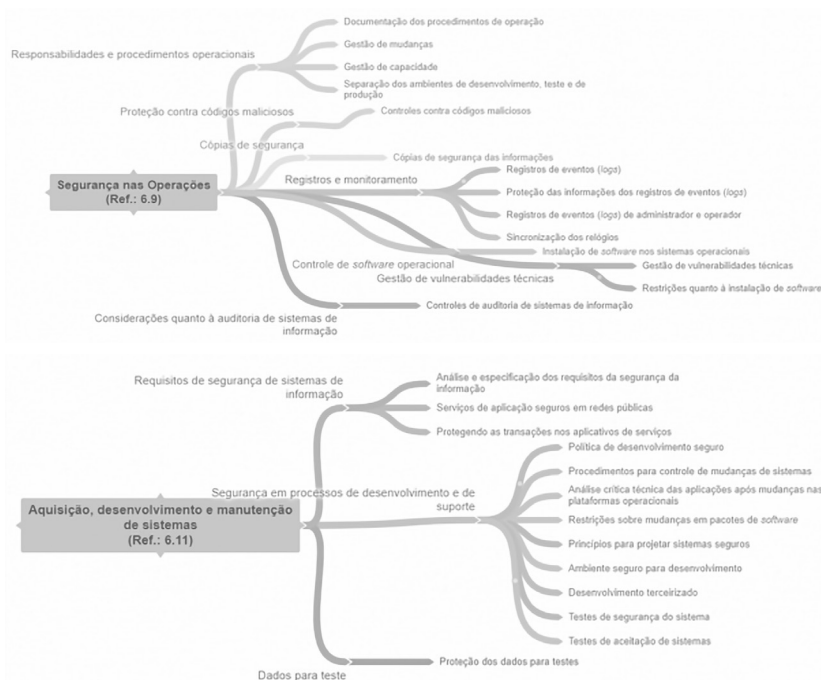 Documentação dos procedimentos de operação
Responsabilidades e procedimentos operacionais
Gestão de mudanças
Gestão de capacidade
Separação dos ambientes de desenvolvimento, teste e de
produção
Proteção contra códigos maliciosos
Controles contra códigos maliciosos
Cópias de segurança
Cópias de segurança das informações
Segurança nas Operações
(Ref.: 6.9)
Registros e monitoramento
Registros de eventos (logs)
Proteção das informações dos registros de eventos (logs)
Registros de eventos (logs) de administrador e operador
Sincronização dos relógios
Controle de software operacional
Instalação de software nos sistemas operacionais
Gestão de vulnerabilidades técnicas
Gestão de vulnerabilidades técnicas
Restrições quanto à instalação de software
Considerações quanto à auditoria de sistemas de
informação
Controles de auditoria de sistemas de informação
Requisitos de segurança de sistemas de
informação
Análise e especificação dos requisitos da segurança da
informação
Serviços de aplicação seguros em redes públicas
Protegendo as transações nos aplicativos de serviços
Aquisição, desenvolvimento e manutenção
de sistemas
(Ref.: 6.11)
Segurança em processos de desenvolvimento e de
suporte
Política de desenvolvimento seguro
Procedimentos para controle de mudanças de sistemas
Análise crítica técnica das aplicações após mudanças nas
plataformas operacionais
Restrições sobre mudanças em pacotes de software
Princípios para projetar sistemas seguros
Ambiente seguro para desenvolvimento
Desenvolvimento terceirizado
Testes de segurança do sistema
Testes de aceitação de sistemas
Dados para teste
Proteção dos dados para testes